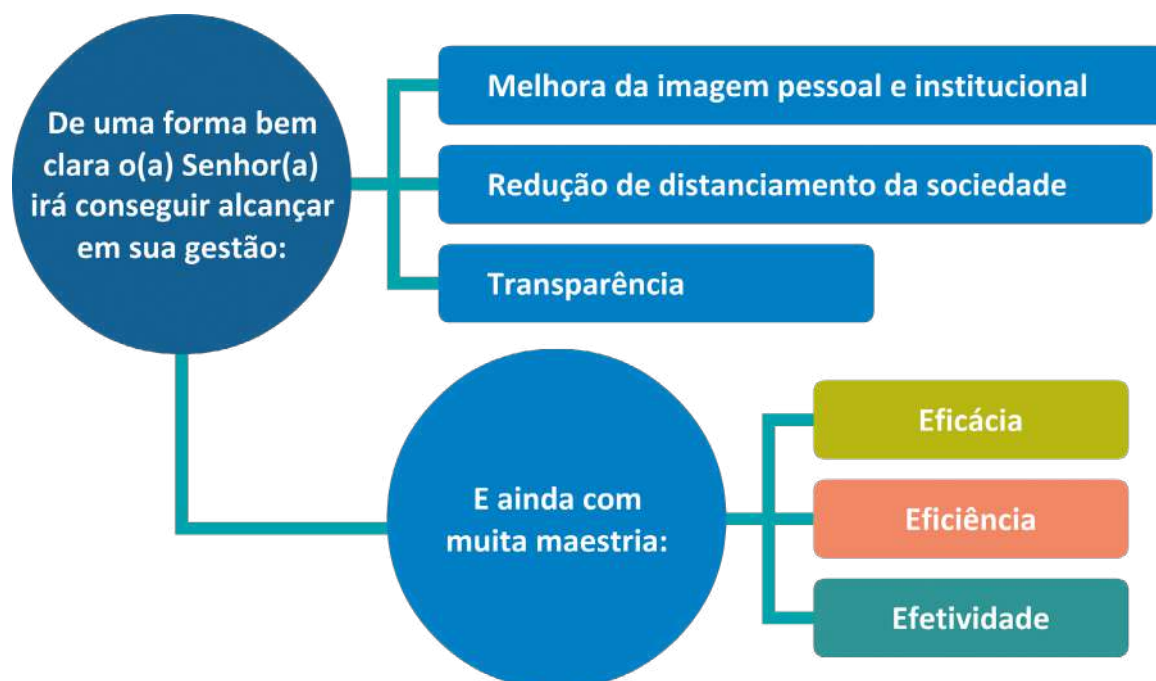 De uma forma bem
clara o(a) Senhor(a)
irá conseguir alcançar
em sua gestão:
Melhora da imagem pessoal e institucional
Redução de distanciamento da sociedade
Transparência
E ainda com
muita maestria:
Eficácia
Eficiência
Efetividade